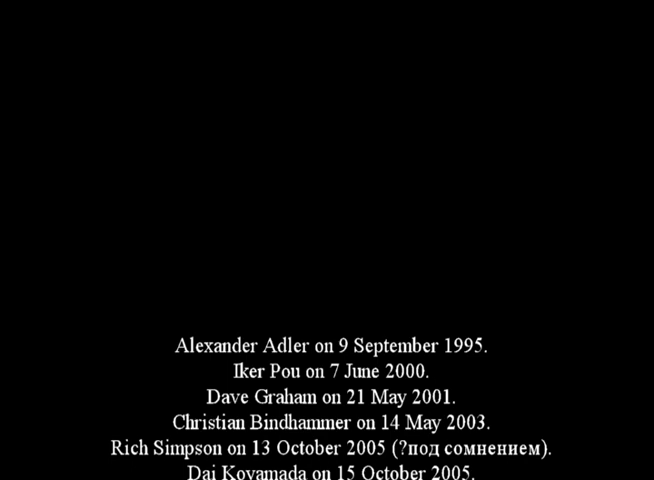 Alexander Adler on 9 September 1995.
Iker Pou on 7 June 2000.
Dave Graham on 21 May 2001.
Christian Bindhammer on 14 May 2003.
Rich Simpson on 13 October 2005 (?под сомнением).
Dai Koyamada on 15 October 2005.